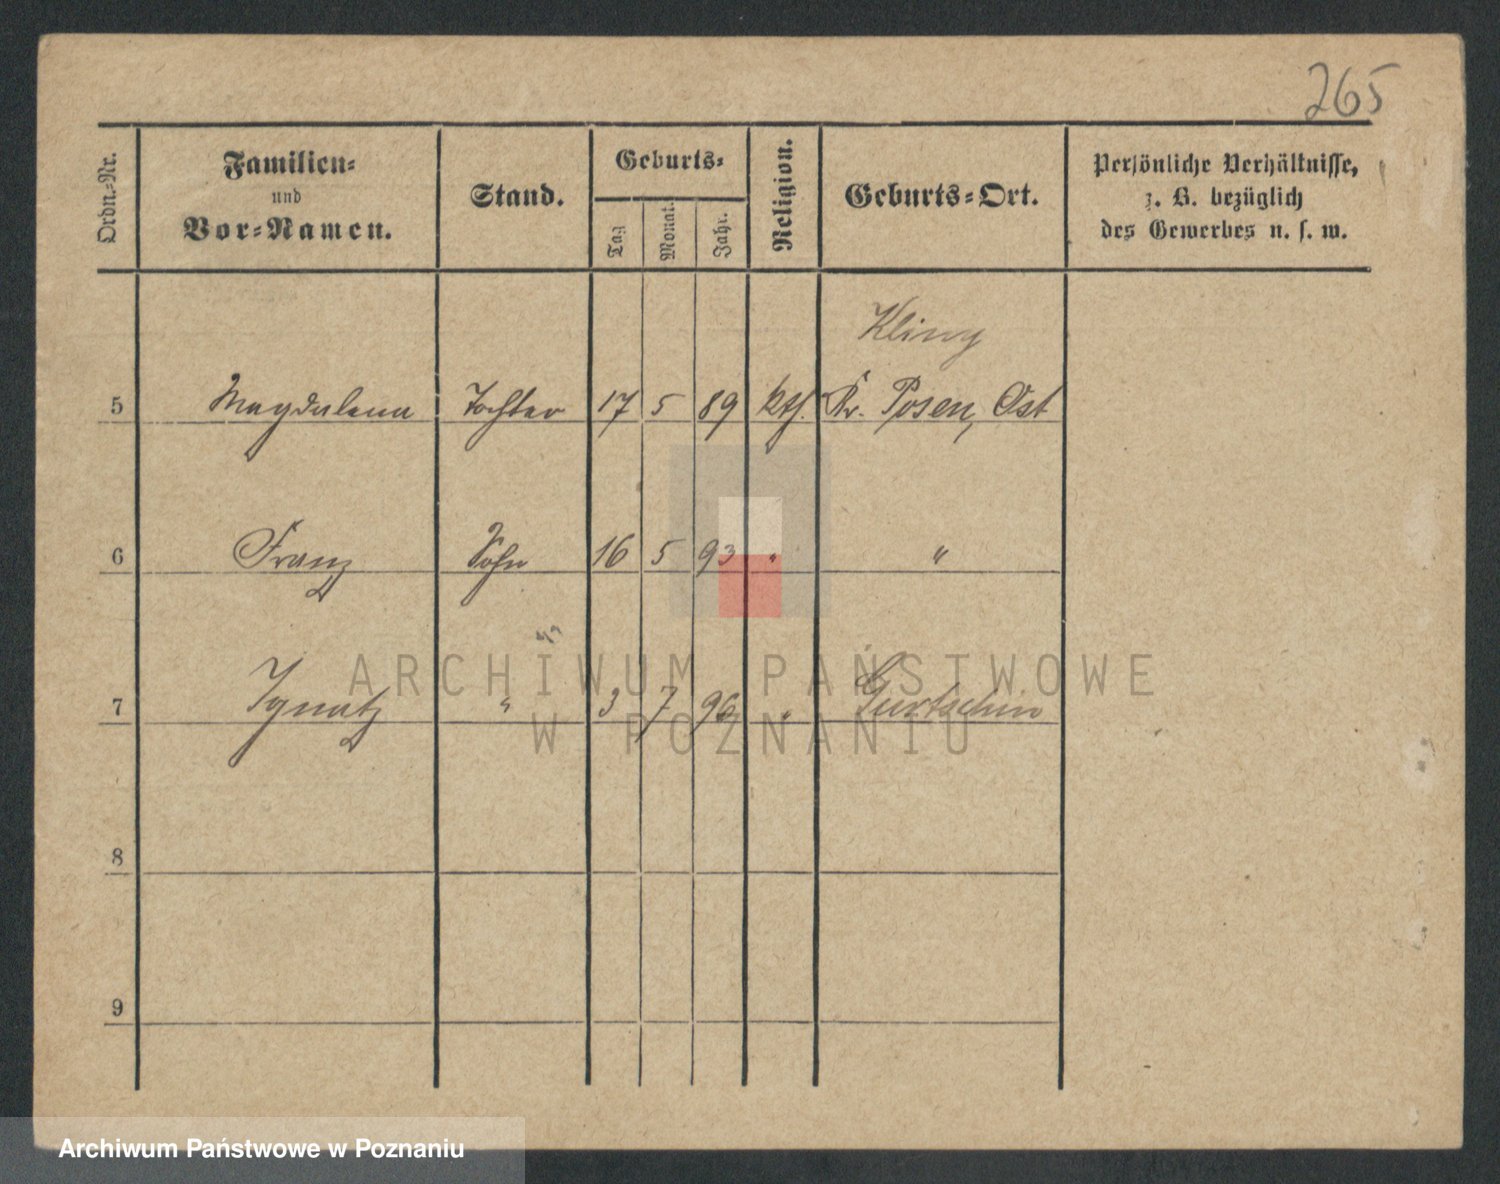 265
Ordn.-Nr.
Familien-
und
Vor-Namen.
Stand.
Geburts-
Tag
Monat.
Jahr.
Religion.
Geburts-Ort.
Persönliche Verhältnisse,
z. B. bezüglich
des Gewerbes u. s. w.
Kliny
5 Magdalena Tochter 17 5 89 kth. Kr. Posen, Ost
6 Franz Sohn 16 5 93 " "
7 Ignatz " 3 7 96 " Gurtschin
8
9
ARCHIWUM PAŃSTWOWE
W POZNANIU
Archiwum Państwowe w Poznaniu